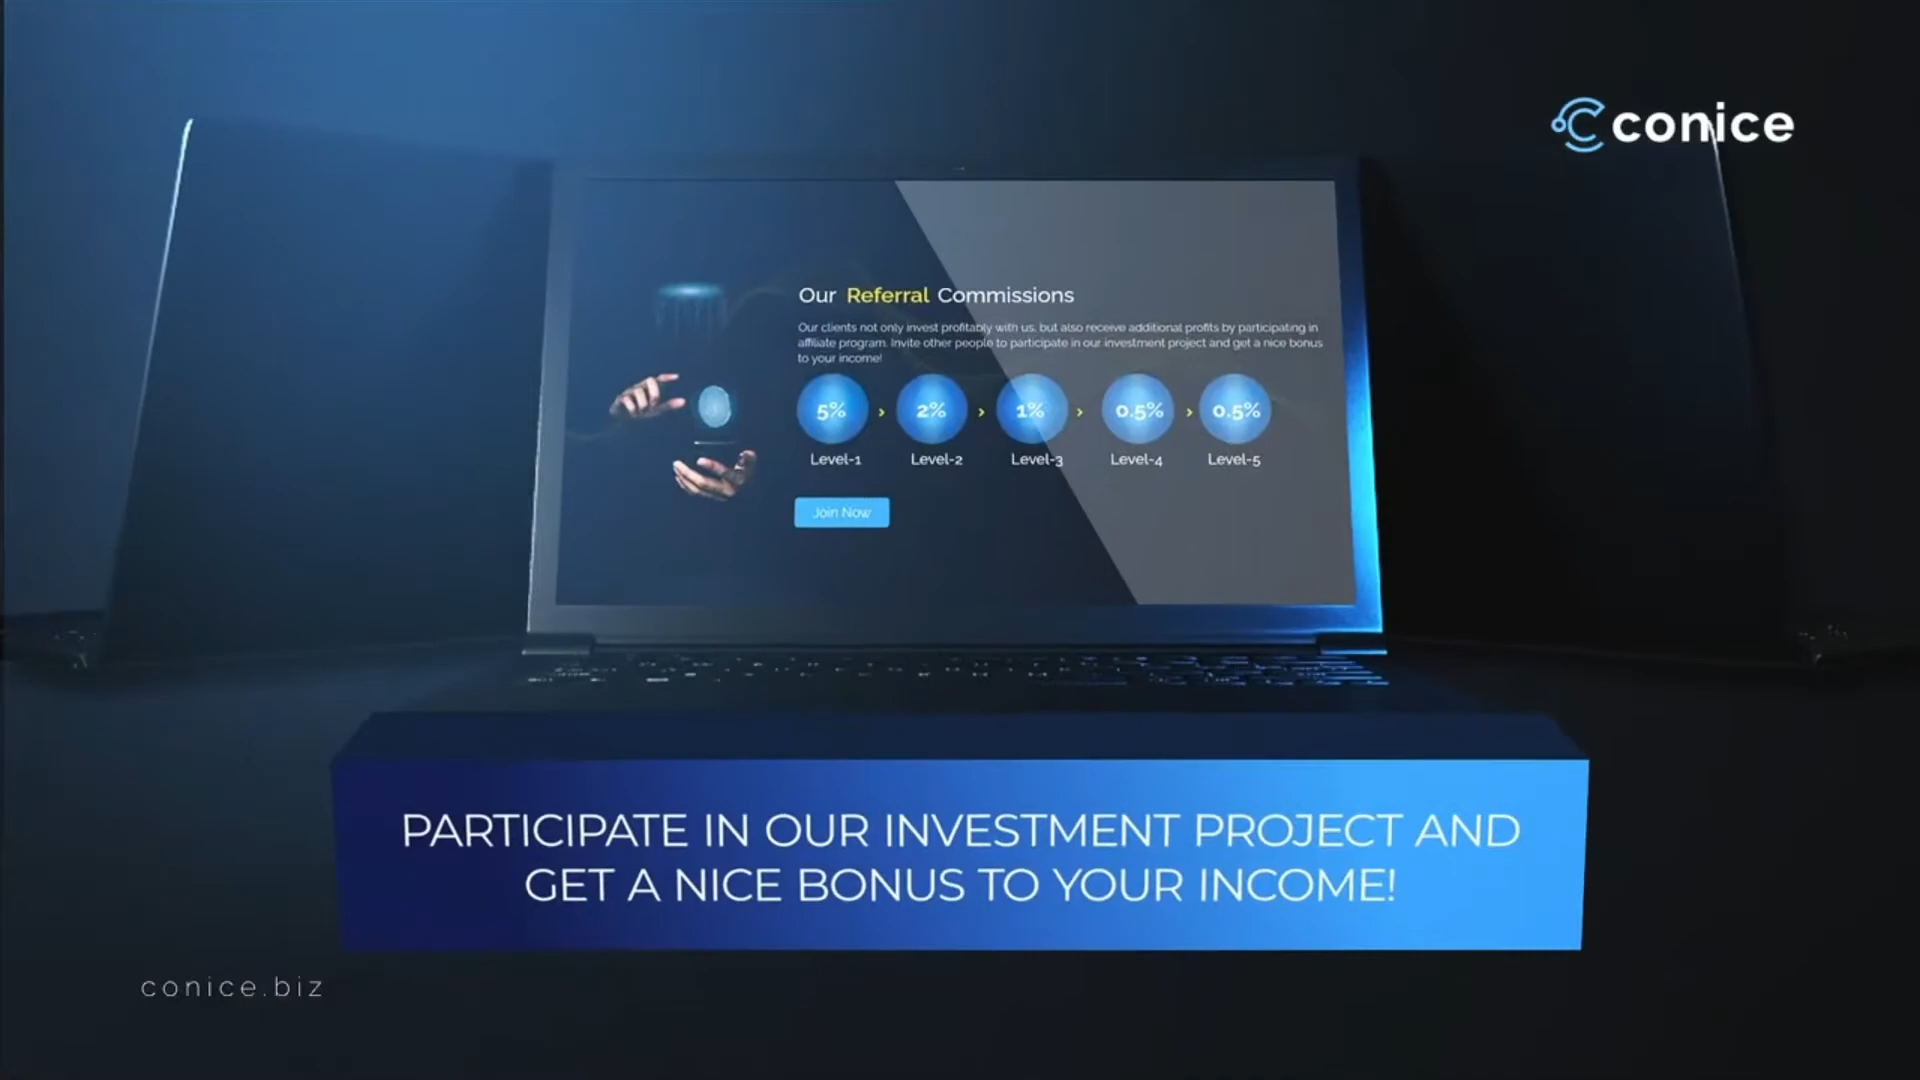 conice
Our Referral Commissions
Our clients not only invest profitably with us, but also receive additional profits by participating in
affiliate program. Invite other people to participate in our investment project and get a nice bonus
to your income!
5% › 2% › 1% › 0.5% › 0.5%
Level-1 Level-2 Level-3 Level-4 Level-5
Join Now
PARTICIPATE IN OUR INVESTMENT PROJECT AND
GET A NICE BONUS TO YOUR INCOME!
conice.biz